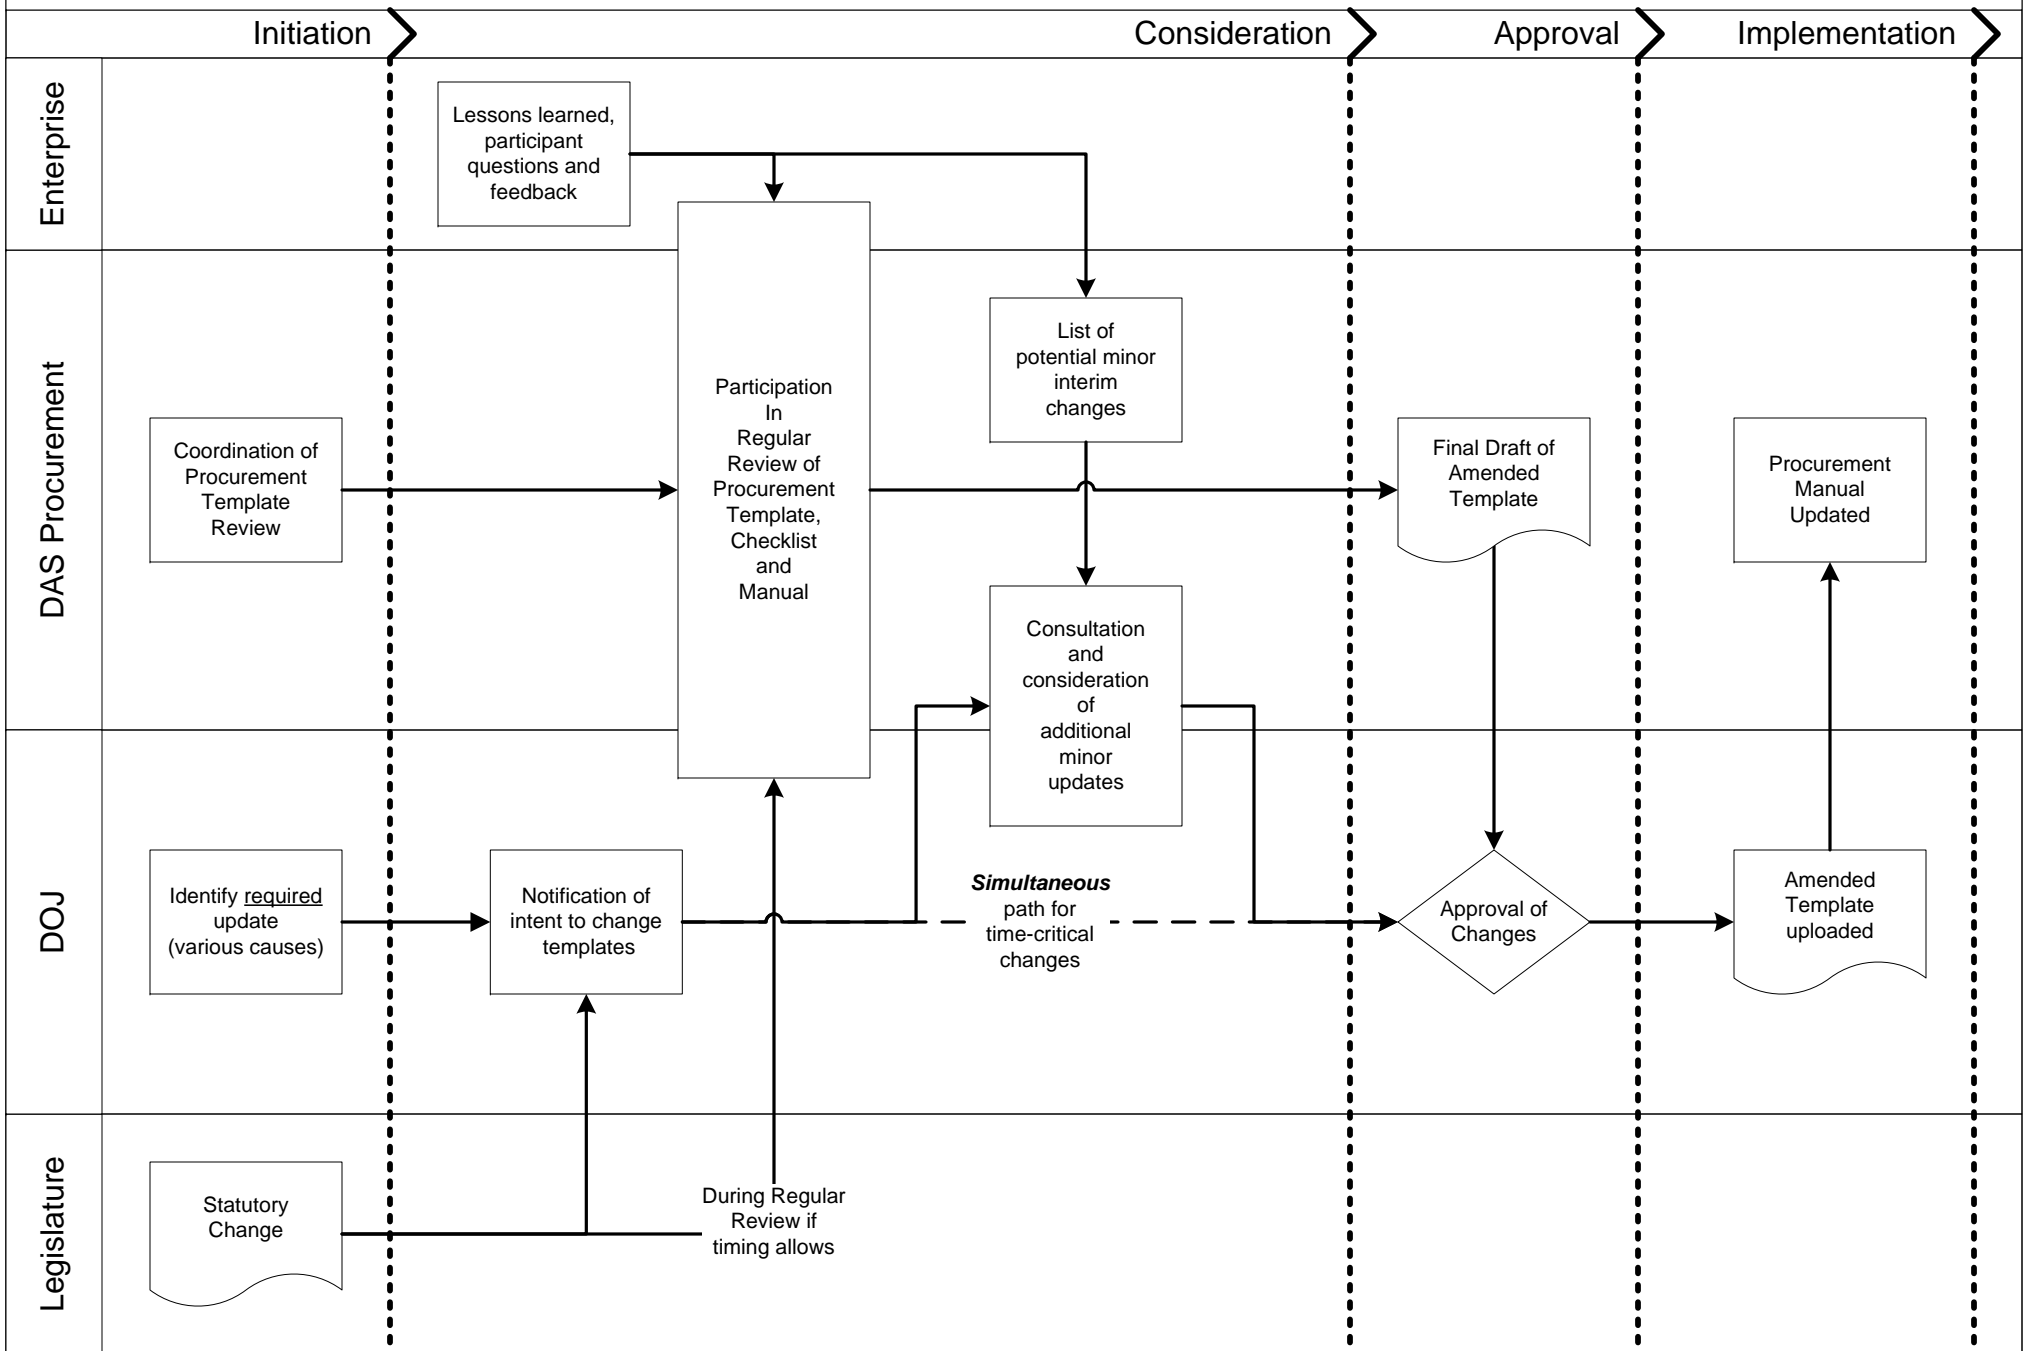 Initiation
Consideration
Approval
Implementation
Enterprise
Lessons learned,
participant
questions and
feedback
DAS Procurement
Coordination of
Procurement
Template
Review
Participation
In
Regular
Review of
Procurement
Template,
Checklist
and
Manual
List of
potential minor
interim
changes
Consultation
and
consideration
of
additional
minor
updates
Final Draft of
Amended
Template
Procurement
Manual
Updated
DOJ
Identify required
update
(various causes)
Notification of
intent to change
templates
Simultaneous
path for
time-critical
changes
Approval of
Changes
Amended
Template
uploaded
Legislature
Statutory
Change
During Regular
Review if
timing allows